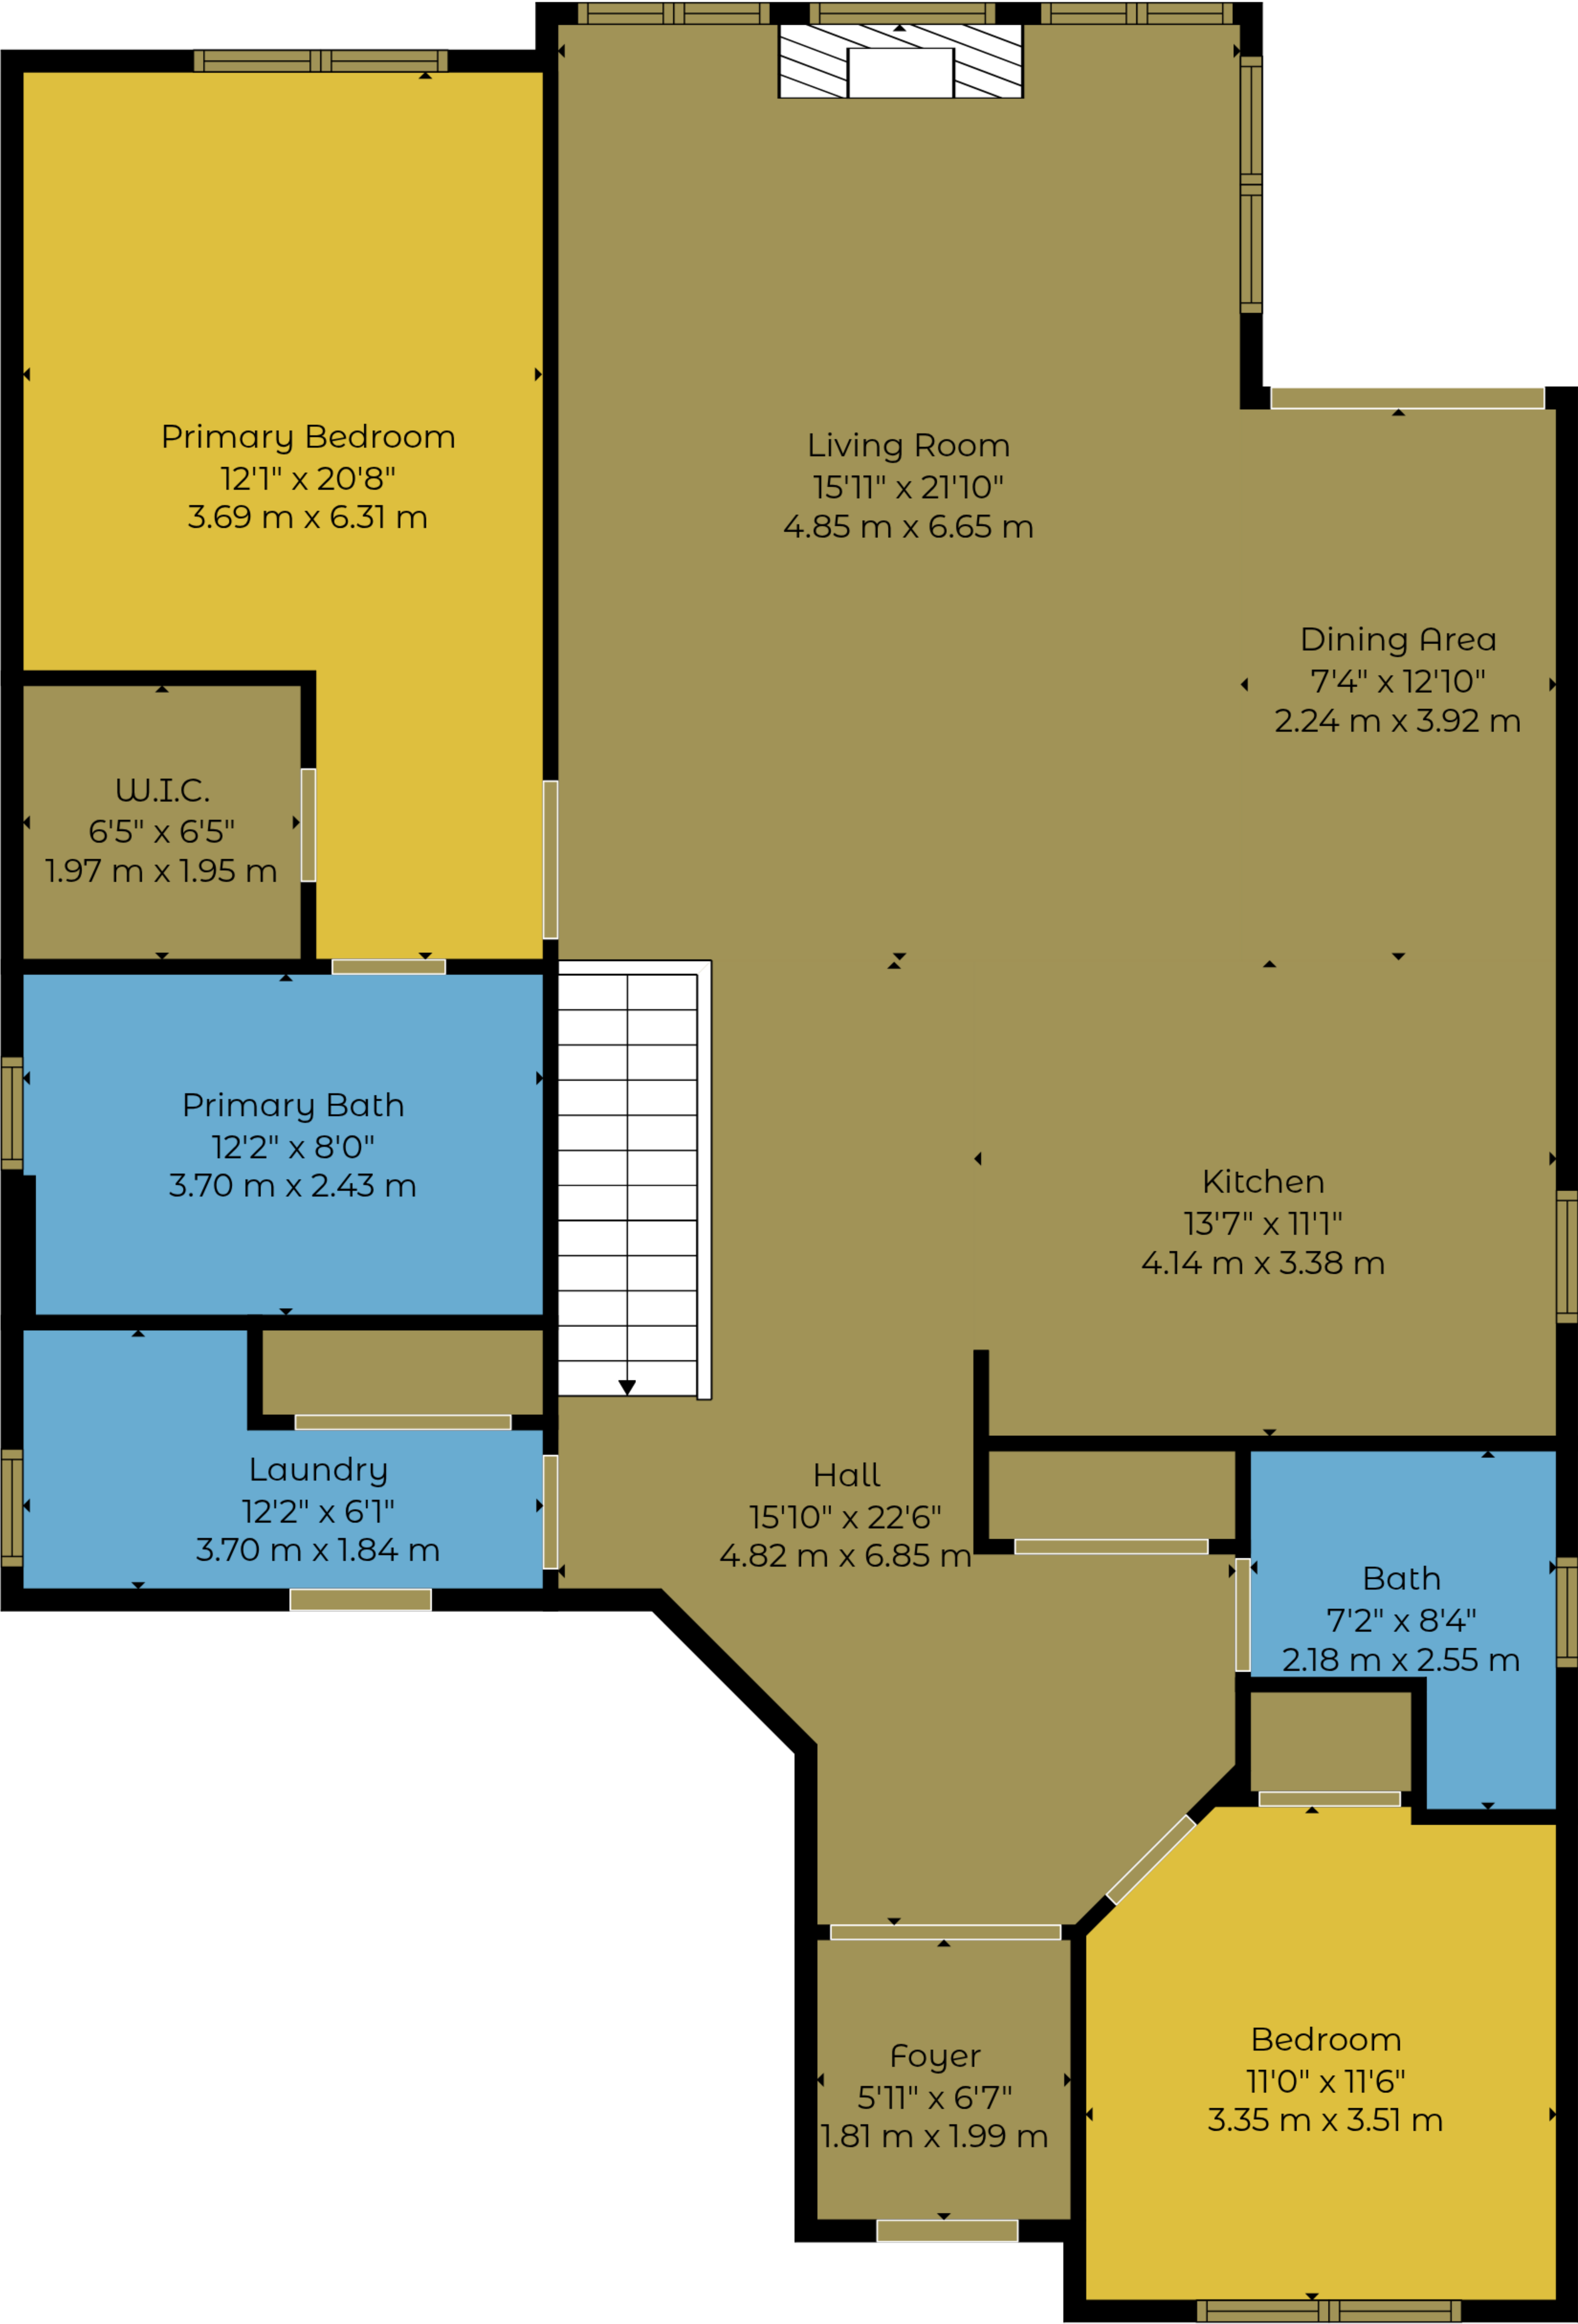 Primary Bedroom
12'1" x 20'8"
3.69 m x 6.31 m
Living Room
15'11" x 21'10"
4.85 m x 6.65 m
Dining Area
7'4" x 12'10"
2.24 m x 3.92 m
W.I.C.
6'5" x 6'5"
1.97 m x 1.95 m
Primary Bath
12'2" x 8'0"
3.70 m x 2.43 m
Kitchen
13'7" x 11'1"
4.14 m x 3.38 m
Laundry
12'2" x 6'1"
3.70 m x 1.84 m
Hall
15'10" x 22'6"
4.82 m x 6.85 m
Bath
7'2" x 8'4"
2.18 m x 2.55 m
Foyer
5'11" x 6'7"
1.81 m x 1.99 m
Bedroom
11'0" x 11'6"
3.35 m x 3.51 m